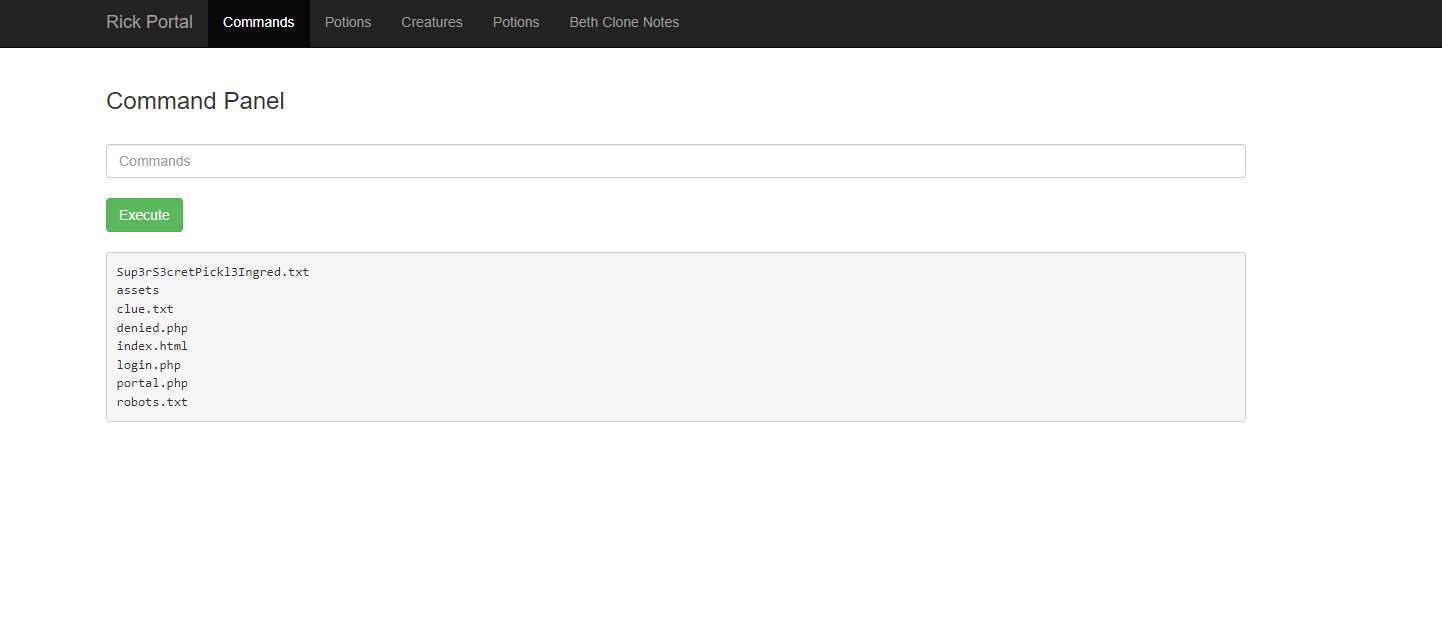 Rick Portal Commands Potions Creatures Potions Beth Clone Notes
Command Panel
Commands
Execute
Sup3rS3cretPickl3Ingred.txt
assets
clue.txt
denied.php
index.html
login.php
portal.php
robots.txt